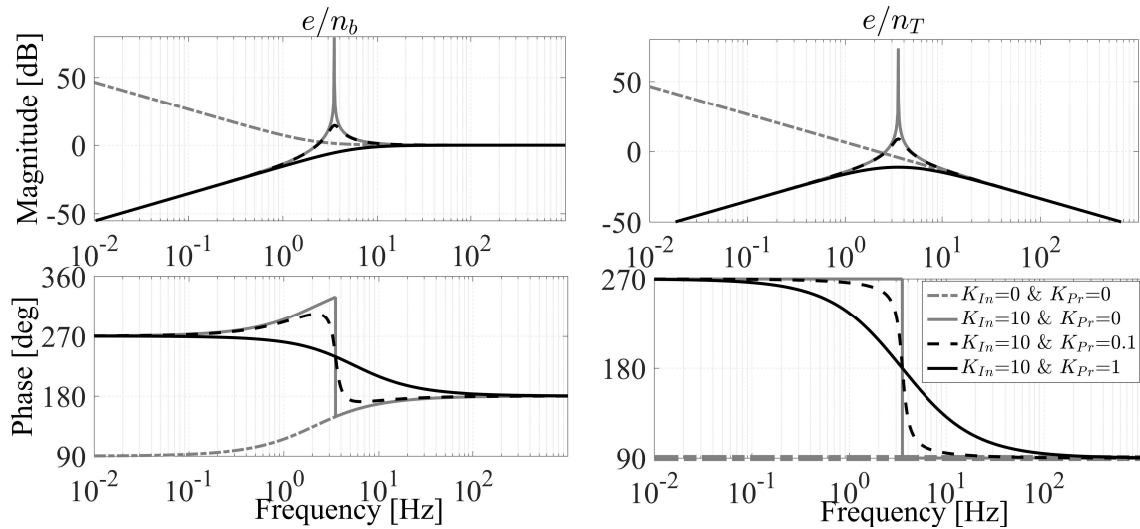 e/n_b
Magnitude [dB]
50
0
-50
10^-2 10^-1 10^0 10^1 10^2
e/n_T
50
0
-50
10^-2 10^-1 10^0 10^1 10^2
Phase [deg]
360
270
180
90
10^-2 10^-1 10^0 10^1 10^2
Frequency [Hz]
270
180
90
K_In=0 & K_Pr=0
K_In=10 & K_Pr=0
K_In=10 & K_Pr=0.1
K_In=10 & K_Pr=1
10^-2 10^-1 10^0 10^1 10^2
Frequency [Hz]